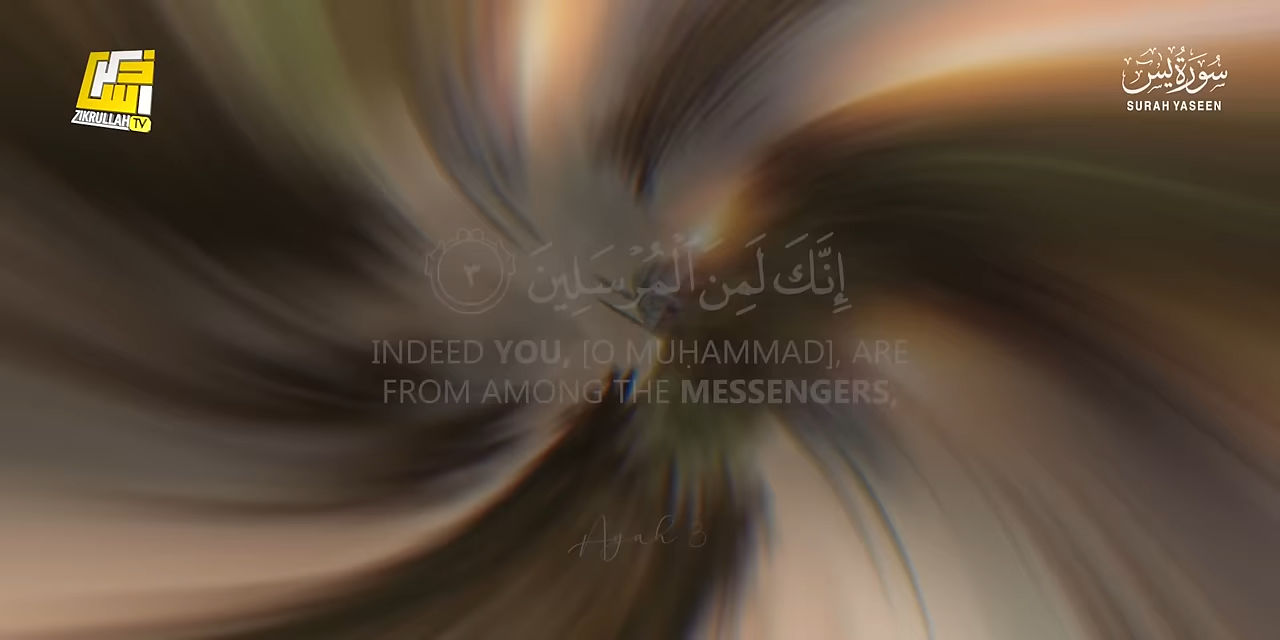 ذكر الله
ZIKRULLAH TV
سُورَةُ يسٓ
SURAH YASEEN
إِنَّكَ لَمِنَ الْمُرْسَلِينَ ٣
INDEED YOU, [O MUḤAMMAD], ARE
FROM AMONG THE MESSENGERS,
Ayah 3